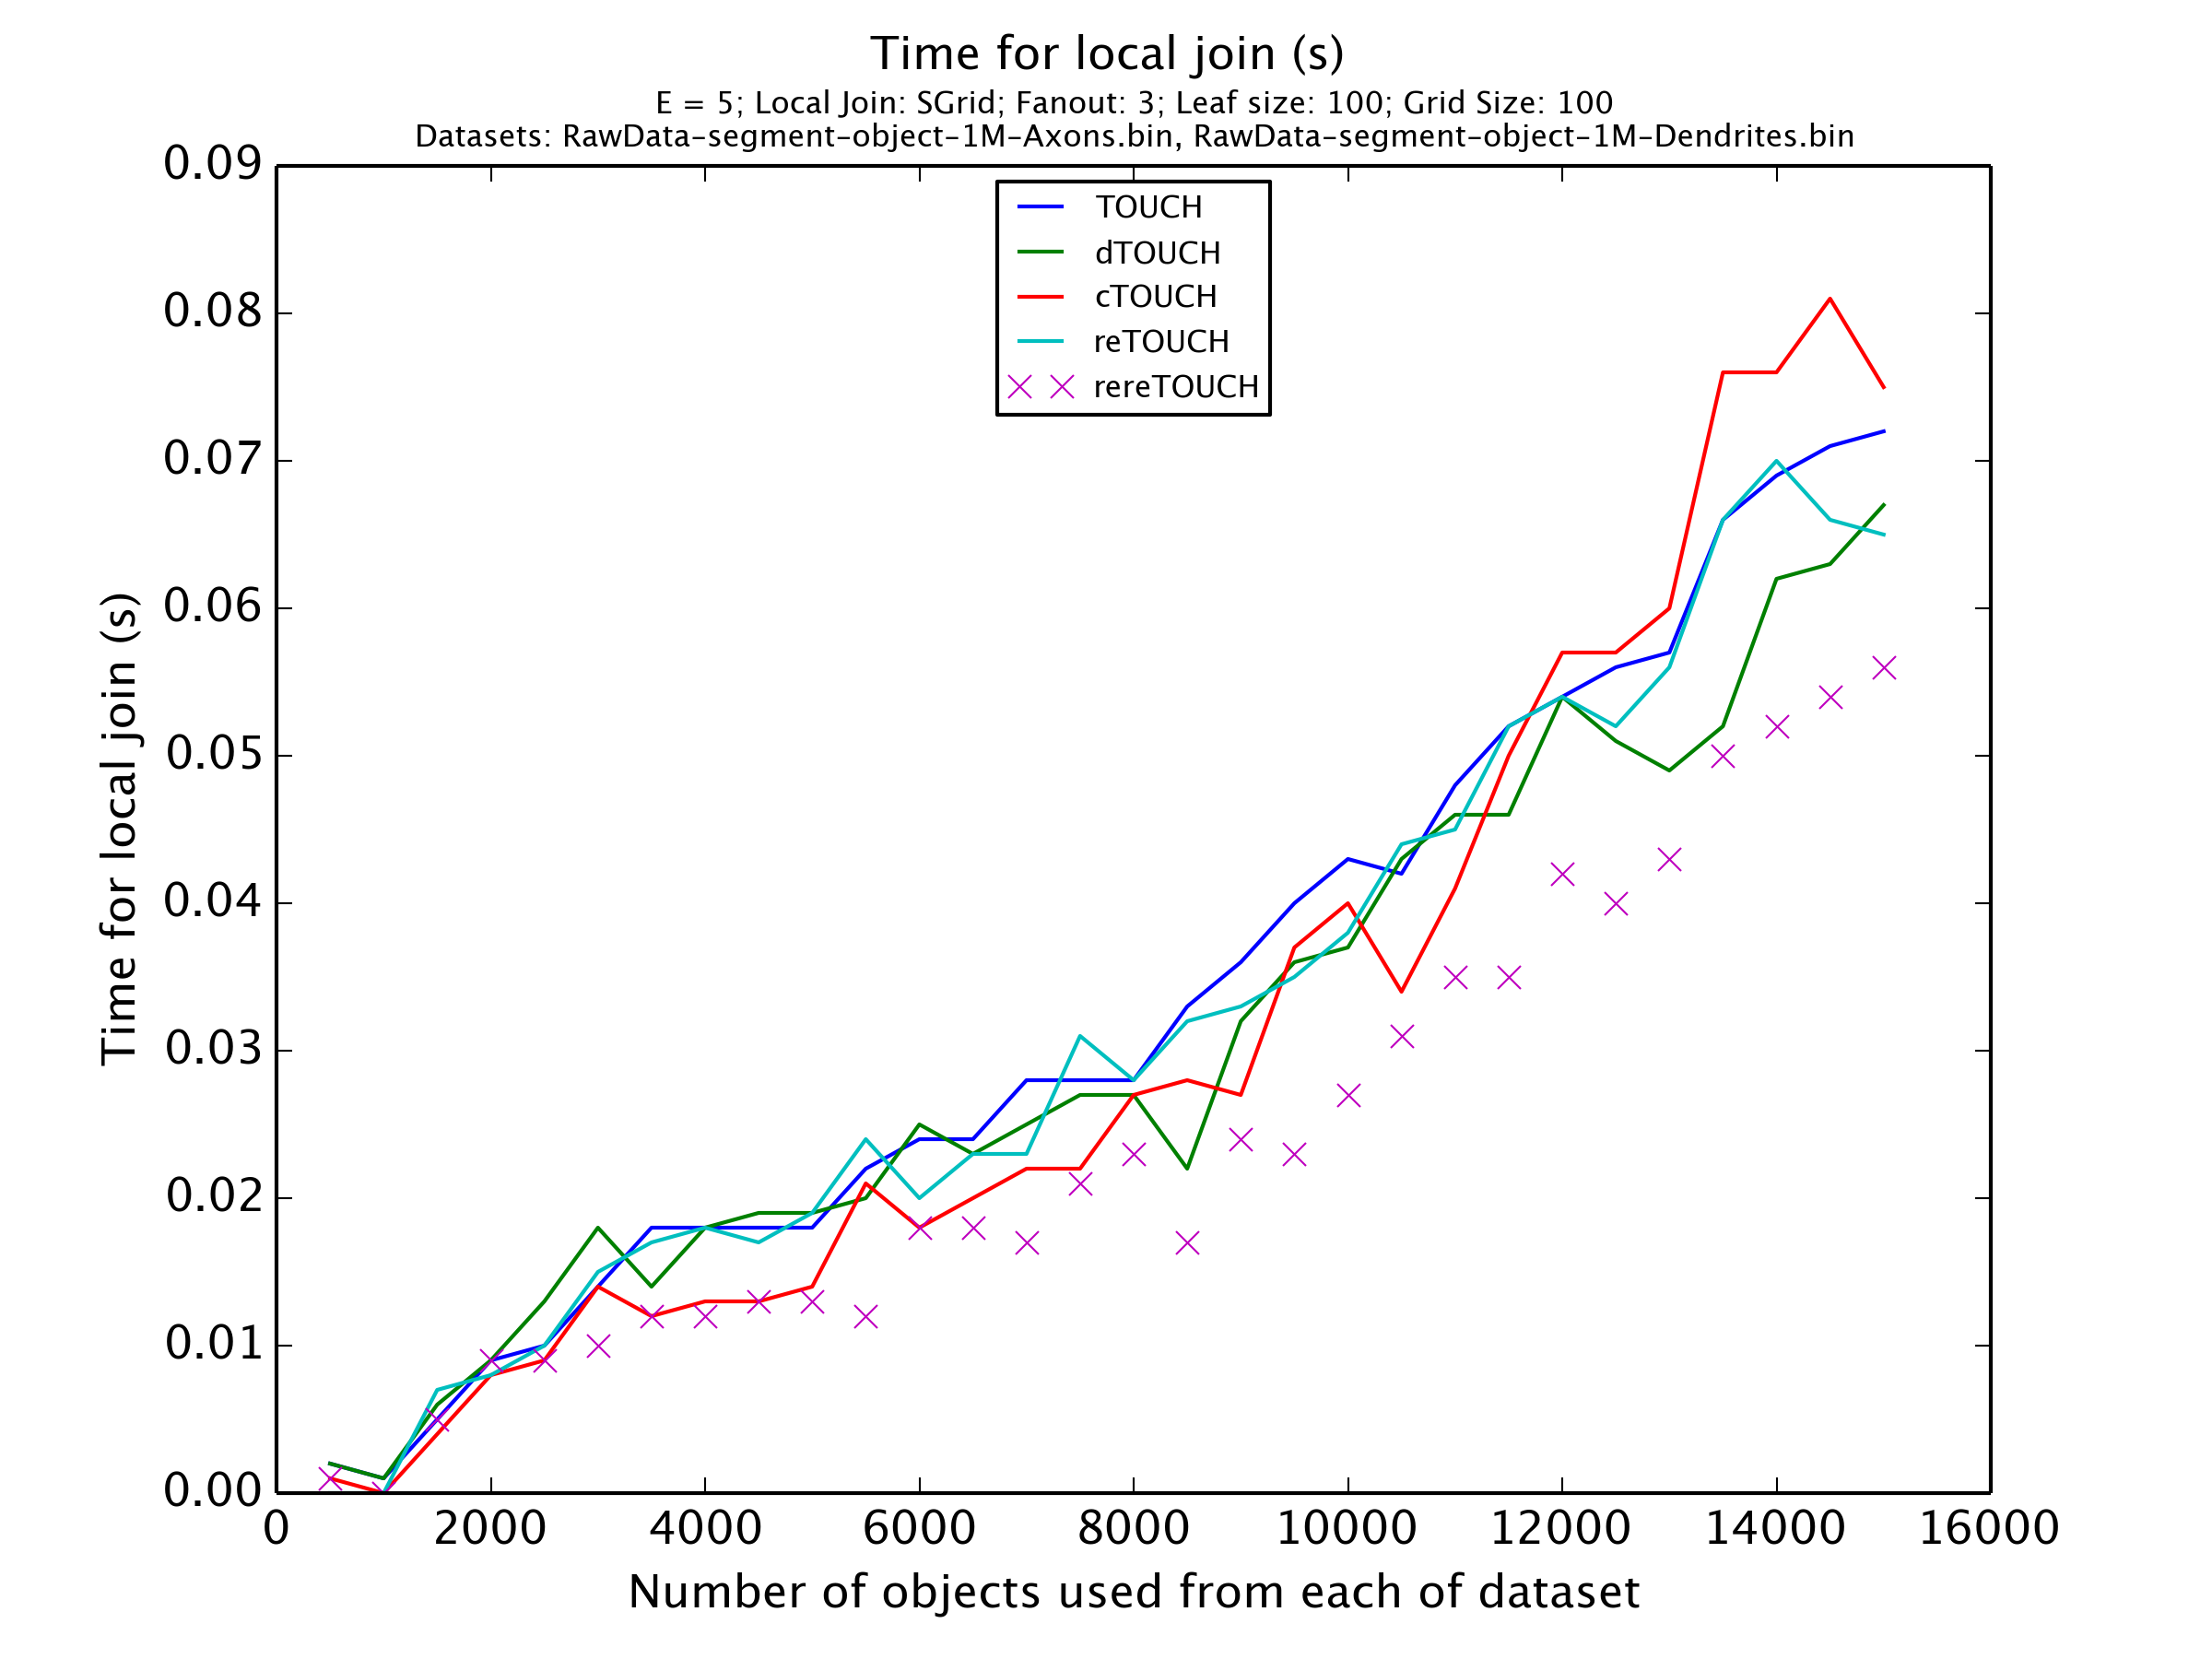 Time for local join (s)
E = 5; Local Join: SGrid; Fanout: 3; Leaf size: 100; Grid Size: 100
Datasets: RawData-segment-object-1M-Axons.bin, RawData-segment-object-1M-Dendrites.bin
TOUCH
dTOUCH
cTOUCH
reTOUCH
rereTOUCH
Time for local join (s)
0.09
0.08
0.07
0.06
0.05
0.04
0.03
0.02
0.01
0.00
0 2000 4000 6000 8000 10000 12000 14000 16000
Number of objects used from each of dataset